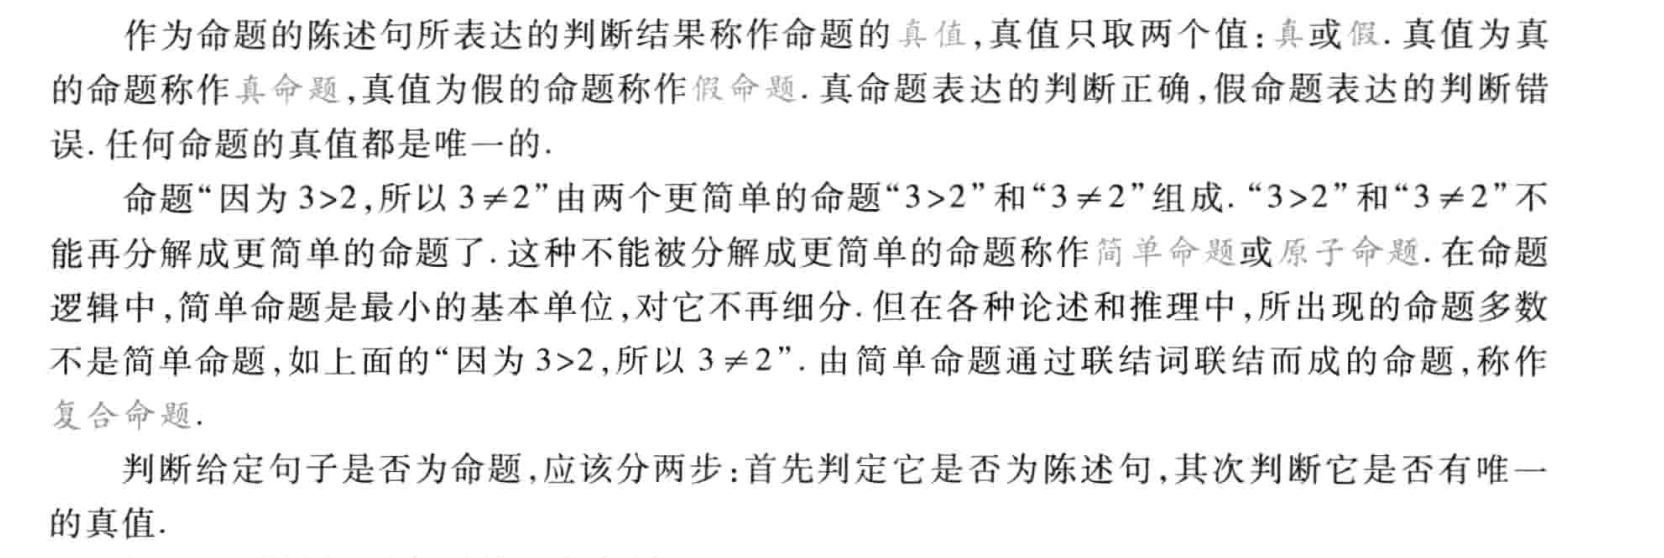 作为命题的陈述句所表达的判断结果称作命题的真值,真值只取两个值:真或假. 真值为真
的命题称作真命题,真值为假的命题称作假命题. 真命题表达的判断正确,假命题表达的判断错
误. 任何命题的真值都是唯一的.
命题“因为 3>2,所以 3≠2”由两个更简单的命题“3>2”和“3≠2”组成. “3>2”和“3≠2”不
能再分解成更简单的命题了. 这种不能被分解成更简单的命题称作简单命题或原子命题. 在命题
逻辑中,简单命题是最小的基本单位,对它不再细分. 但在各种论述和推理中,所出现的命题多数
不是简单命题,如上面的“因为 3>2,所以 3≠2”. 由简单命题通过联结词联结而成的命题,称作
复合命题.
判断给定句子是否为命题,应该分两步:首先判定它是否为陈述句,其次判断它是否有唯一
的真值.